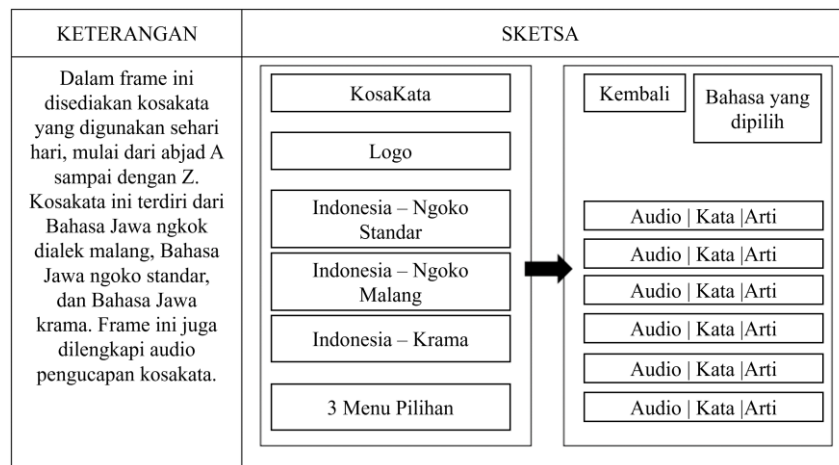 KETERANGAN
SKETSA
Dalam frame ini
disediakan kosakata
yang digunakan sehari
hari, mulai dari abjad A
sampai dengan Z.
Kosakata ini terdiri dari
Bahasa Jawa ngkok
dialek malang, Bahasa
Jawa ngoko standar,
dan Bahasa Jawa
krama. Frame ini juga
dilengkapi audio
pengucapan kosakata.
KosaKata
Logo
Indonesia – Ngoko
Standar
Indonesia – Ngoko
Malang
Indonesia – Krama
3 Menu Pilihan
Kembali
Bahasa yang
dipilih
Audio | Kata |Arti
Audio | Kata |Arti
Audio | Kata |Arti
Audio | Kata |Arti
Audio | Kata |Arti
Audio | Kata |Arti